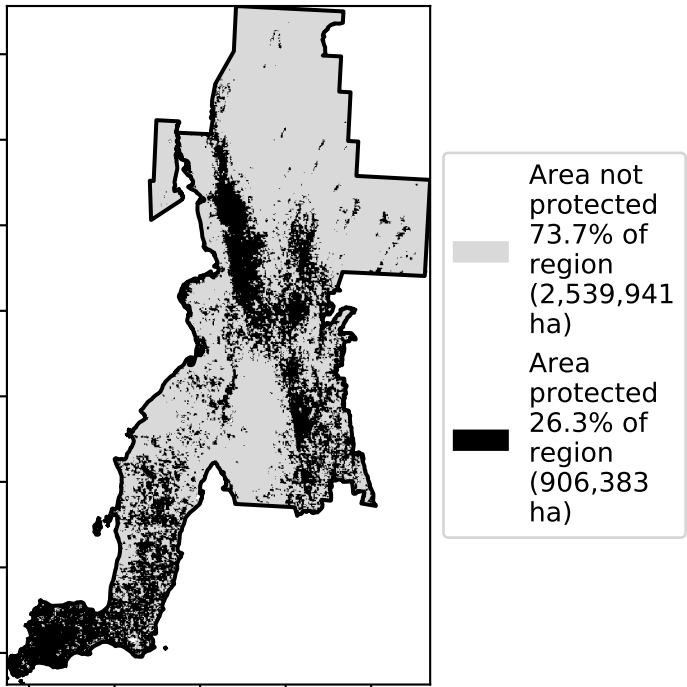 Area not
protected
73.7% of
region
(2,539,941
ha)
Area
protected
26.3% of
region
(906,383
ha)